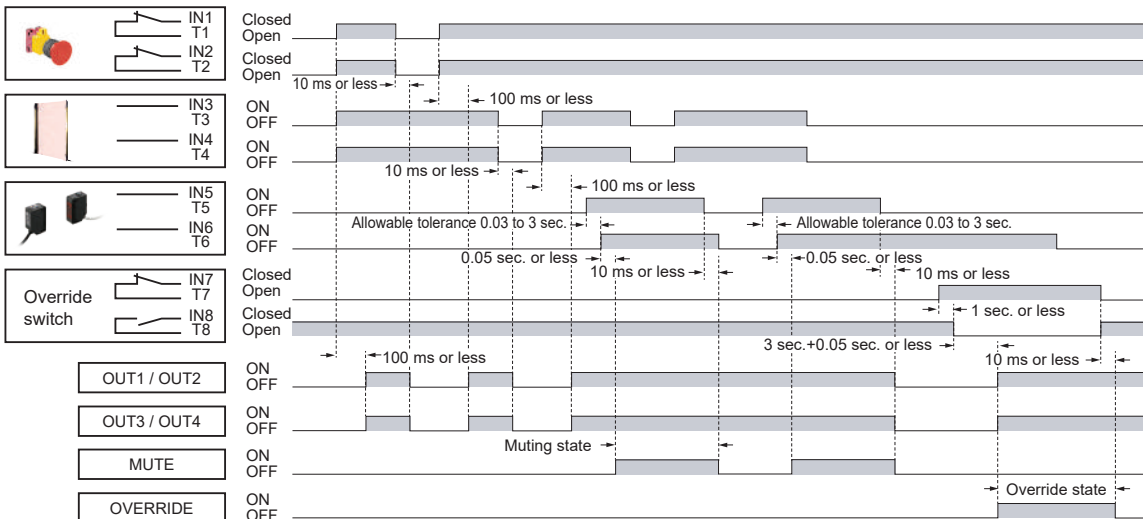 IN1
T1
IN2
T2
Closed
Open
Closed
Open
10 ms or less
100 ms or less
IN3
T3
IN4
T4
ON
OFF
ON
OFF
10 ms or less
100 ms or less
IN5
T5
IN6
T6
ON
OFF
ON
OFF
Allowable tolerance 0.03 to 3 sec.
Allowable tolerance 0.03 to 3 sec.
0.05 sec. or less
0.05 sec. or less
10 ms or less
10 ms or less
Override
switch
IN7
T7
IN8
T8
Closed
Open
Closed
Open
1 sec. or less
3 sec.+0.05 sec. or less
100 ms or less
10 ms or less
OUT1 / OUT2
ON
OFF
OUT3 / OUT4
ON
OFF
Muting state
MUTE
ON
OFF
Override state
OVERRIDE
ON
OFF